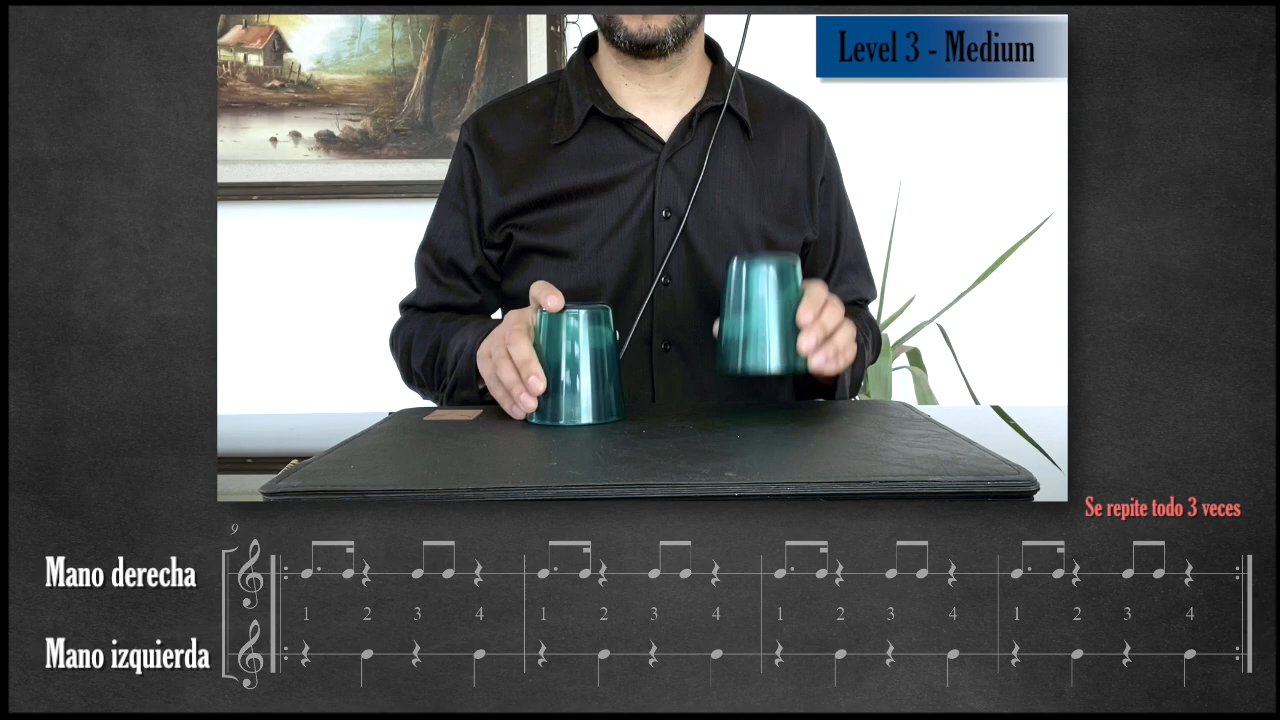 Level 3 - Medium
Se repite todo 3 veces
9
Mano derecha
1 2 3 4 1 2 3 4 1 2 3 4 1 2 3 4
Mano izquierda